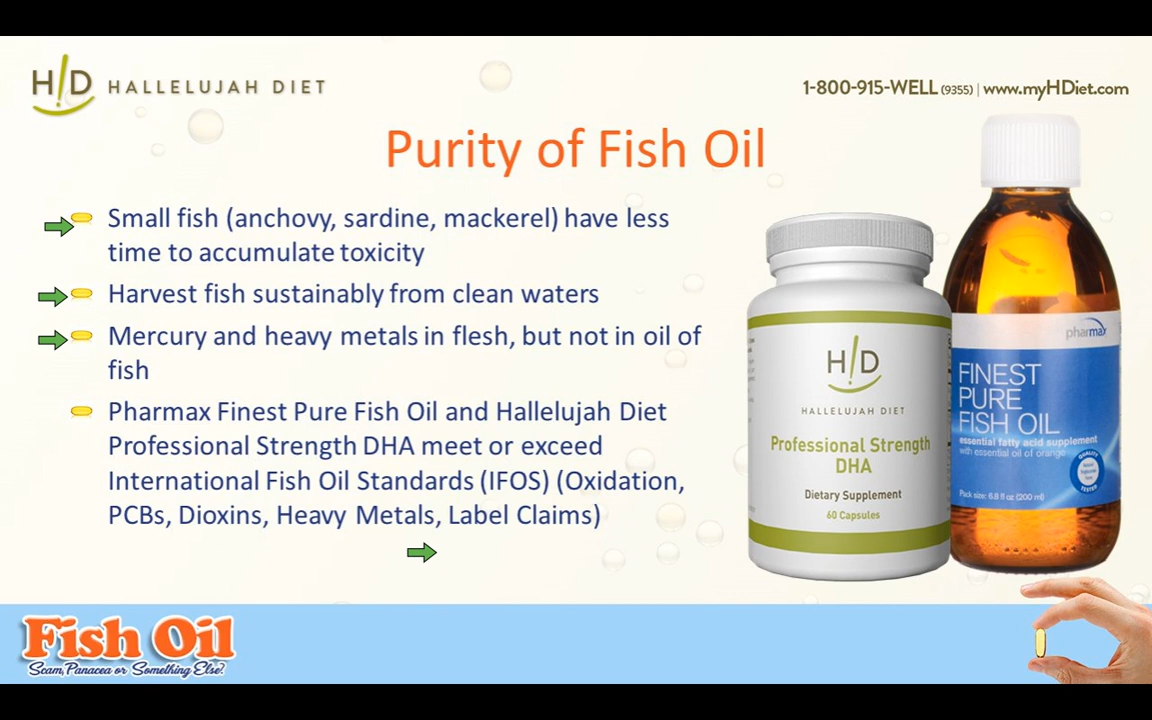 H!D HALLELUJAH DIET
1-800-915-WELL (9355) | www.myHDiet.com
Purity of Fish Oil
Small fish (anchovy, sardine, mackerel) have less
time to accumulate toxicity
Harvest fish sustainably from clean waters
Mercury and heavy metals in flesh, but not in oil of
fish
Pharmax Finest Pure Fish Oil and Hallelujah Diet
Professional Strength DHA meet or exceed
International Fish Oil Standards (IFOS) (Oxidation,
PCBs, Dioxins, Heavy Metals, Label Claims)
H!D
HALLELUJAH DIET
Professional Strength
DHA
Dietary Supplement
60 Capsules
pharmax
FINEST
PURE
FISH OIL
essential fatty acid supplement
with essential oil of orange
QUALITY
TESTED
Pack size: 6.8 fl oz (200 ml)
Fish Oil
Scam, Panacea or Something Else?